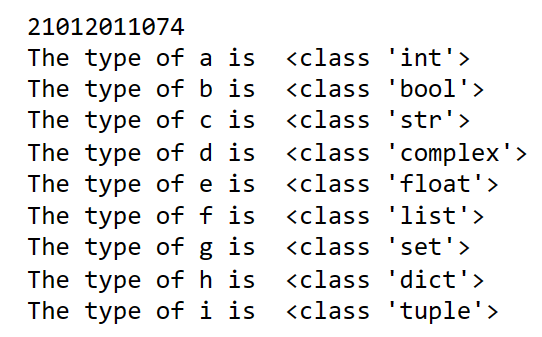 21012011074
The type of a is  <class 'int'>
The type of b is  <class 'bool'>
The type of c is  <class 'str'>
The type of d is  <class 'complex'>
The type of e is  <class 'float'>
The type of f is  <class 'list'>
The type of g is  <class 'set'>
The type of h is  <class 'dict'>
The type of i is  <class 'tuple'>